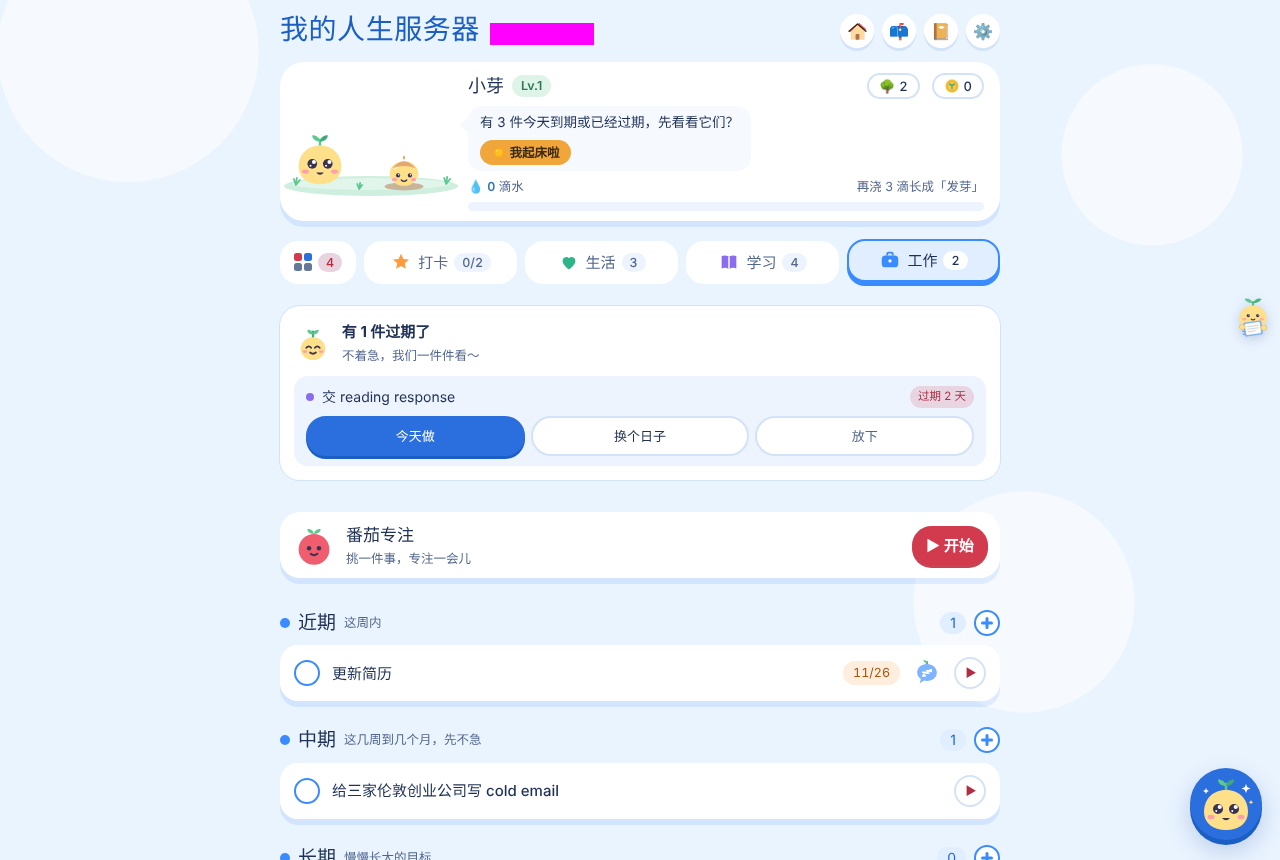 我的人生服务器
小芽 Lv.1 2 0
有 3 件今天到期或已经过期，先看看它们？
我起床啦
0 滴水 再浇 3 滴长成「发芽」
4 打卡 0/2 生活 3 学习 4 工作 2
有 1 件过期了
不着急，我们一件件看～
交 reading response 过期 2 天
今天做 换个日子 放下
番茄专注
挑一件事，专注一会儿
开始
近期 这周内 1
更新简历 11/26
中期 这几周到几个月，先不急 1
给三家伦敦创业公司写 cold email
长期 慢慢长大的目标 0